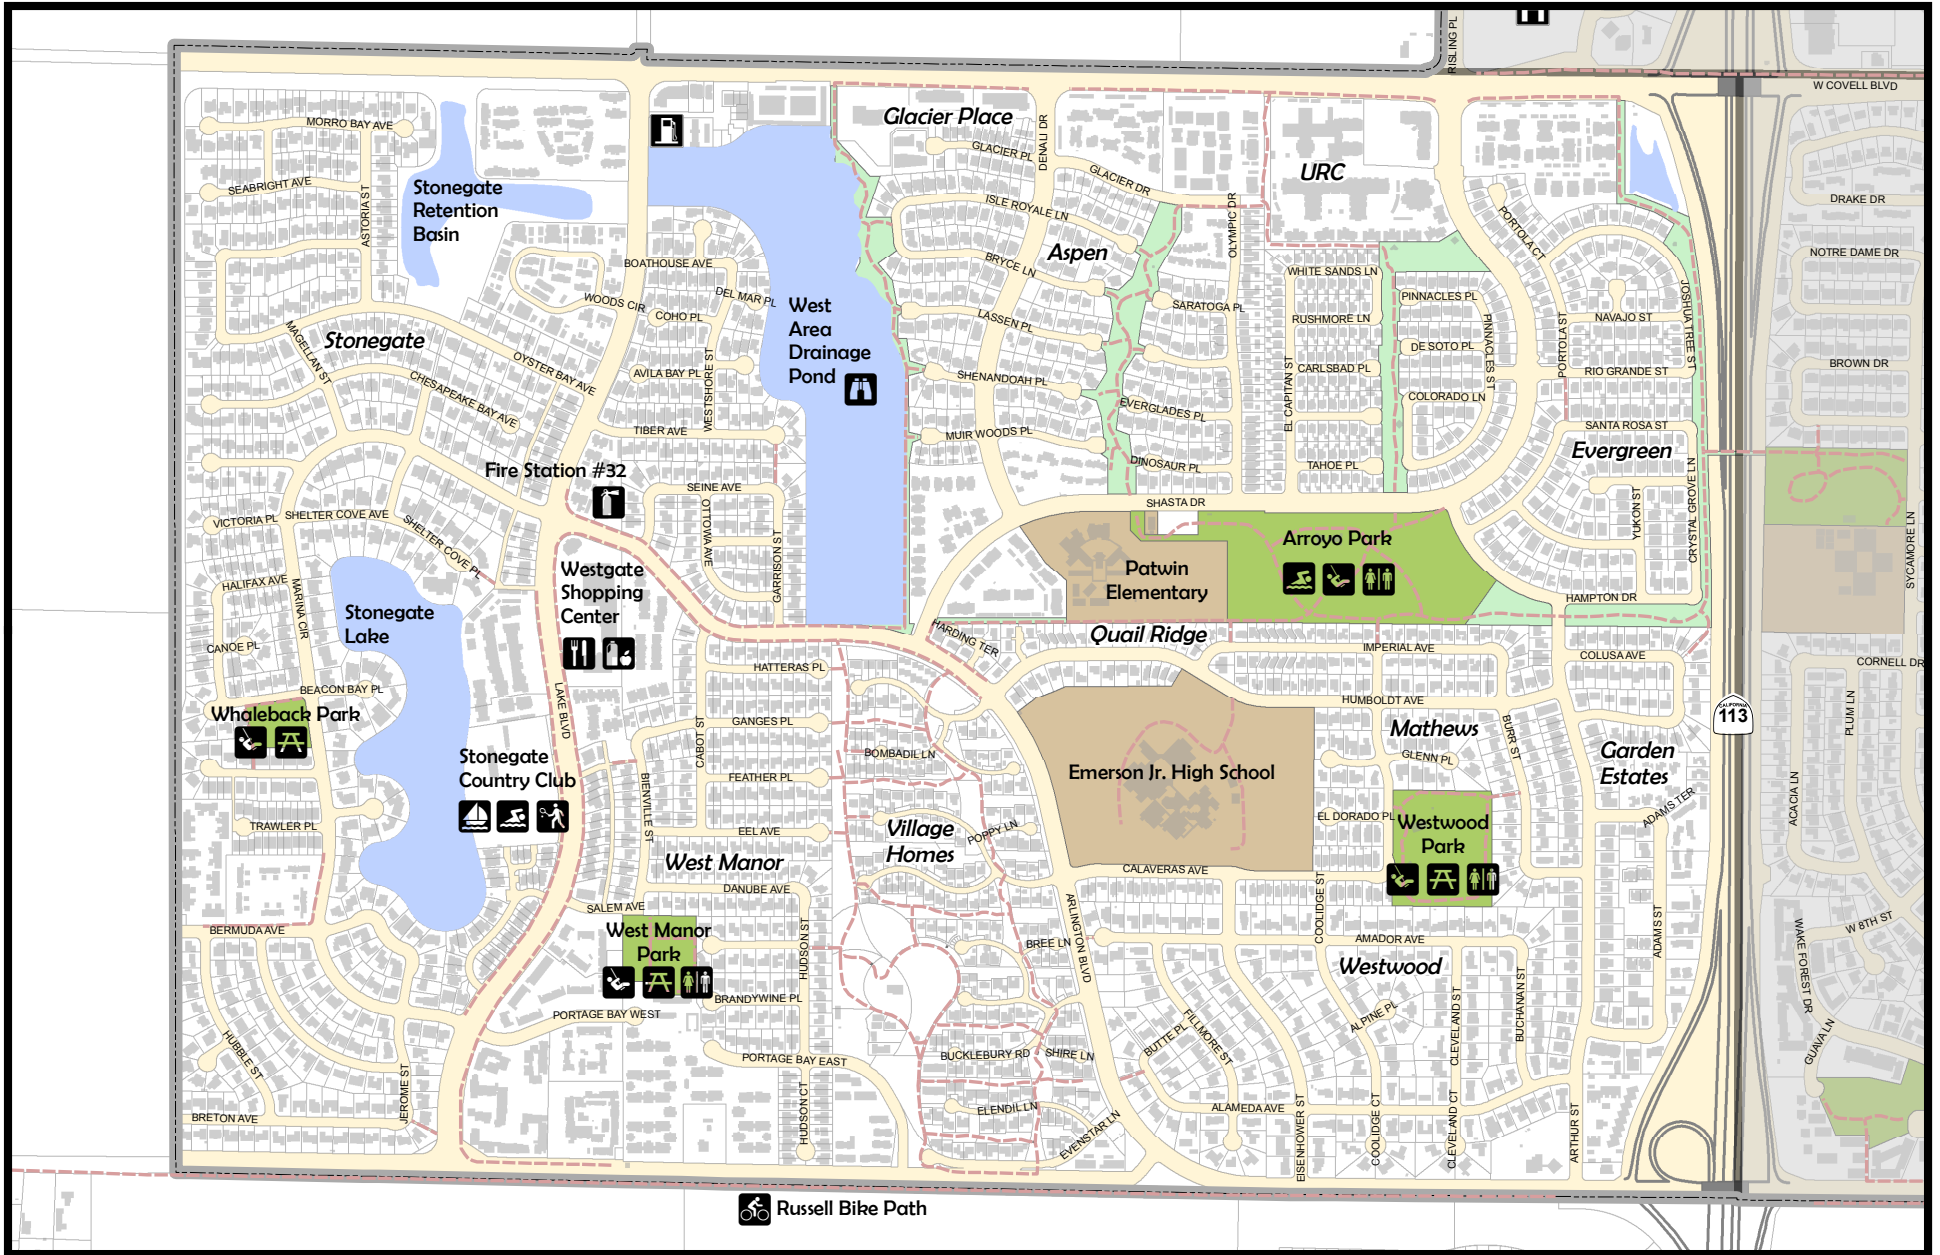 RISLING PL
W COVELL BLVD
Glacier Place
MORRO BAY AVE
DENALI DR
GLACIER PL
URC
GLACIER DR
SEABRIGHT AVE
Stonegate
Retention
Basin
ASTORIA ST
ISLE ROYALE LN
OLYMPIC DR
PORTOLA CT
DRAKE DR
Aspen
NOTRE DAME DR
BOATHOUSE AVE
BRYCE LN
WHITE SANDS LN
WOODS CIR
DEL MAR PL
COHO PL
West
Area
Drainage
Pond
SARATOGA PL
PINNACLES PL
JOSHUA TREE ST
LASSEN PL
RUSHMORE LN
PINNACLES ST
PORTOLA ST
NAVAJO ST
MAGELLAN ST
Stonegate
OYSTER BAY AVE
DE SOTO PL
BROWN DR
AVILA BAY PL
WESTSHORE ST
SHENANDOAH PL
EL CAPITAN ST
CARLSBAD PL
RIO GRANDE ST
CHESAPEAKE BAY AVE
EVERGLADES PL
COLORADO LN
TIBER AVE
MUIR WOODS PL
SANTA ROSA ST
Evergreen
Fire Station #32
DINOSAUR PL
TAHOE PL
SEINE AVE
OTTOWA AVE
SHASTA DR
YUKON ST
CRYSTAL GROVE LN
VICTORIA PL
SHELTER COVE AVE
SHELTER COVE PL
Arroyo Park
SYCAMORE LN
Westgate
Shopping
Center
GARRISON ST
Patwin
Elementary
HALIFAX AVE
MARINA CIR
Stonegate
Lake
HAMPTON DR
HARDING TER
Quail Ridge
CANOE PL
IMPERIAL AVE
COLUSA AVE
CORNELL DR
HATTERAS PL
BEACON BAY PL
LAKE BLVD
HUMBOLDT AVE
Whaleback Park
GANGES PL
CABOT ST
Mathews
BURR ST
CALIFORNIA
113
PLUM LN
BOMBADIL LN
GLENN PL
Garden
Estates
Stonegate
Country Club
BIENVILLE ST
FEATHER PL
Emerson Jr. High School
ACACIA LN
ADAMS TER
TRAWLER PL
EEL AVE
Village
Homes
POPPY LN
EL DORADO PL
Westwood
Park
West Manor
CALAVERAS AVE
DANUBE AVE
COOLIDGE ST
SALEM AVE
ARLINGTON BLVD
ADAMS ST
W 8TH ST
BERMUDA AVE
West Manor
Park
HUDSON ST
BREE LN
AMADOR AVE
WAKE FOREST DR
Westwood
BRANDYWINE PL
BUCHANAN ST
PORTAGE BAY WEST
ALPINE PL
CLEVELAND ST
HUBBLE ST
BUTTE PL
FILLMORE ST
GUAVA LN
PORTAGE BAY EAST
BUCKLEBURY RD
SHIRE LN
JEROME ST
HUDSON CT
ELENDIL LN
ALAMEDA AVE
BRETON AVE
EVENSTAR LN
EISENHOWER ST
COOLIDGE CT
CLEVELAND CT
ARTHUR ST
Russell Bike Path